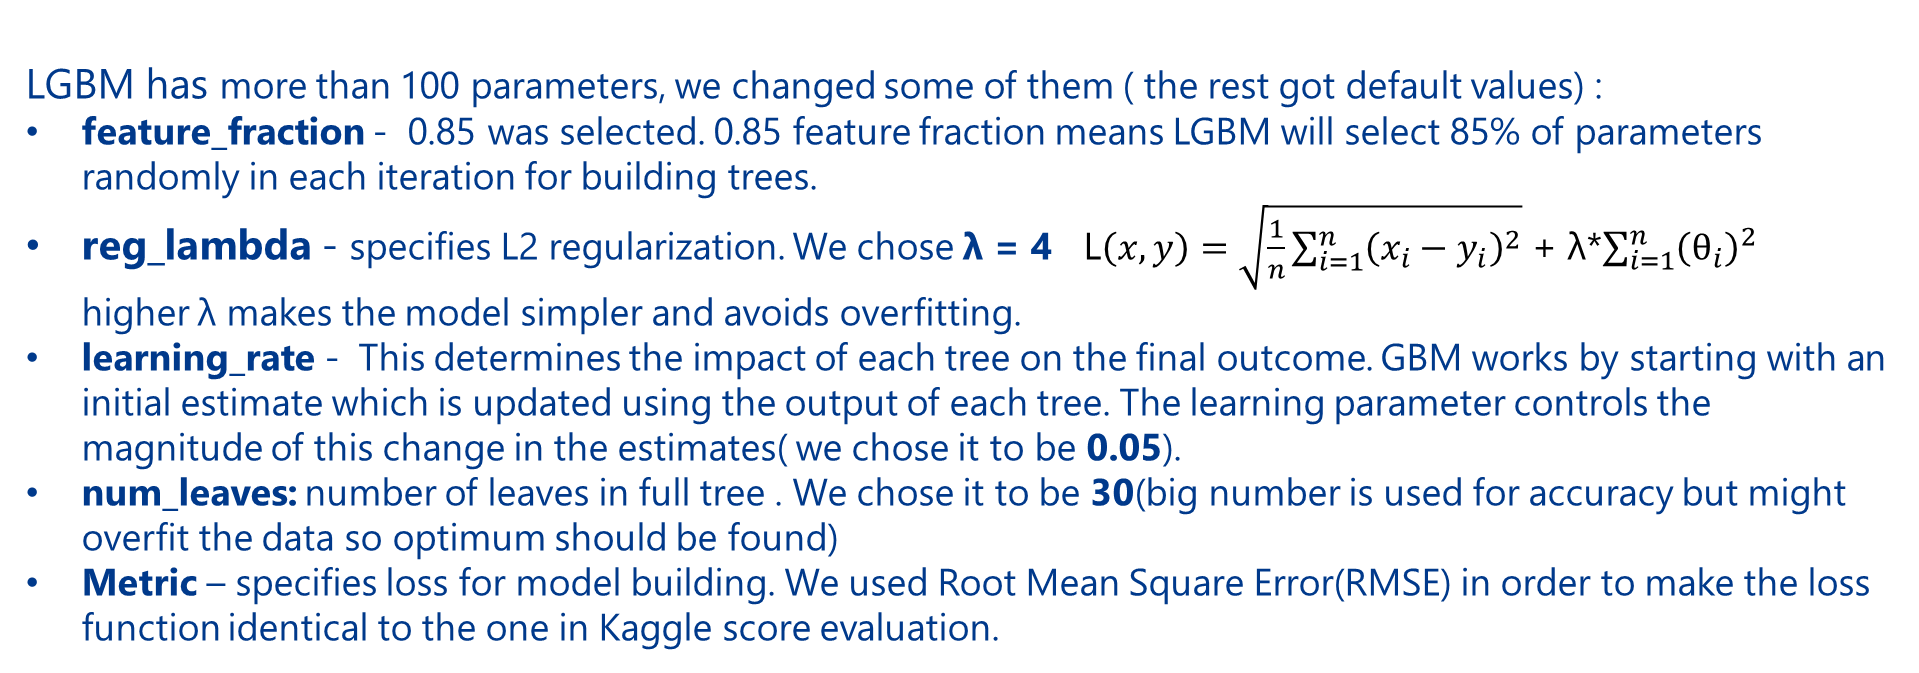 LGBM has more than 100 parameters, we changed some of them ( the rest got default values) :
• feature_fraction - 0.85 was selected. 0.85 feature fraction means LGBM will select 85% of parameters
randomly in each iteration for building trees.
• reg_lambda - specifies L2 regularization. We chose λ = 4 L(x, y) = √(1/n ∑ⁿᵢ₌₁(xᵢ − yᵢ)²) + λ*∑ⁿᵢ₌₁(θᵢ)²
higher λ makes the model simpler and avoids overfitting.
• learning_rate - This determines the impact of each tree on the final outcome. GBM works by starting with an
initial estimate which is updated using the output of each tree. The learning parameter controls the
magnitude of this change in the estimates( we chose it to be 0.05).
• num_leaves: number of leaves in full tree . We chose it to be 30(big number is used for accuracy but might
overfit the data so optimum should be found)
• Metric – specifies loss for model building. We used Root Mean Square Error(RMSE) in order to make the loss
function identical to the one in Kaggle score evaluation.